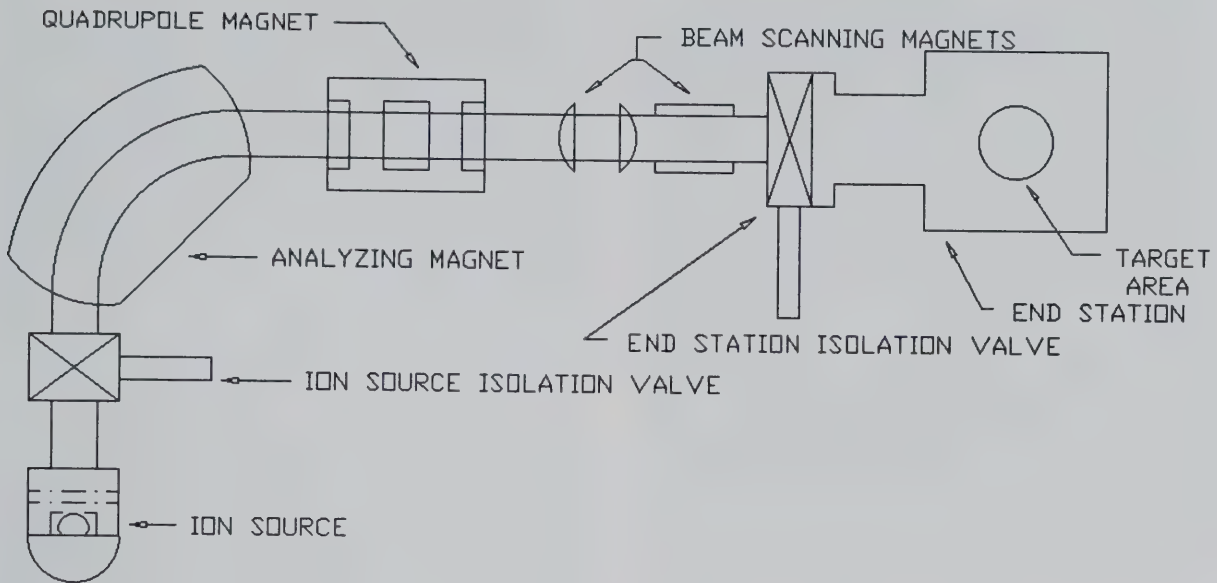 QUADRUPOLE MAGNET
BEAM SCANNING MAGNETS
ANALYZING MAGNET
TARGET
AREA
END STATION
END STATION ISOLATION VALVE
ION SOURCE ISOLATION VALVE
ION SOURCE